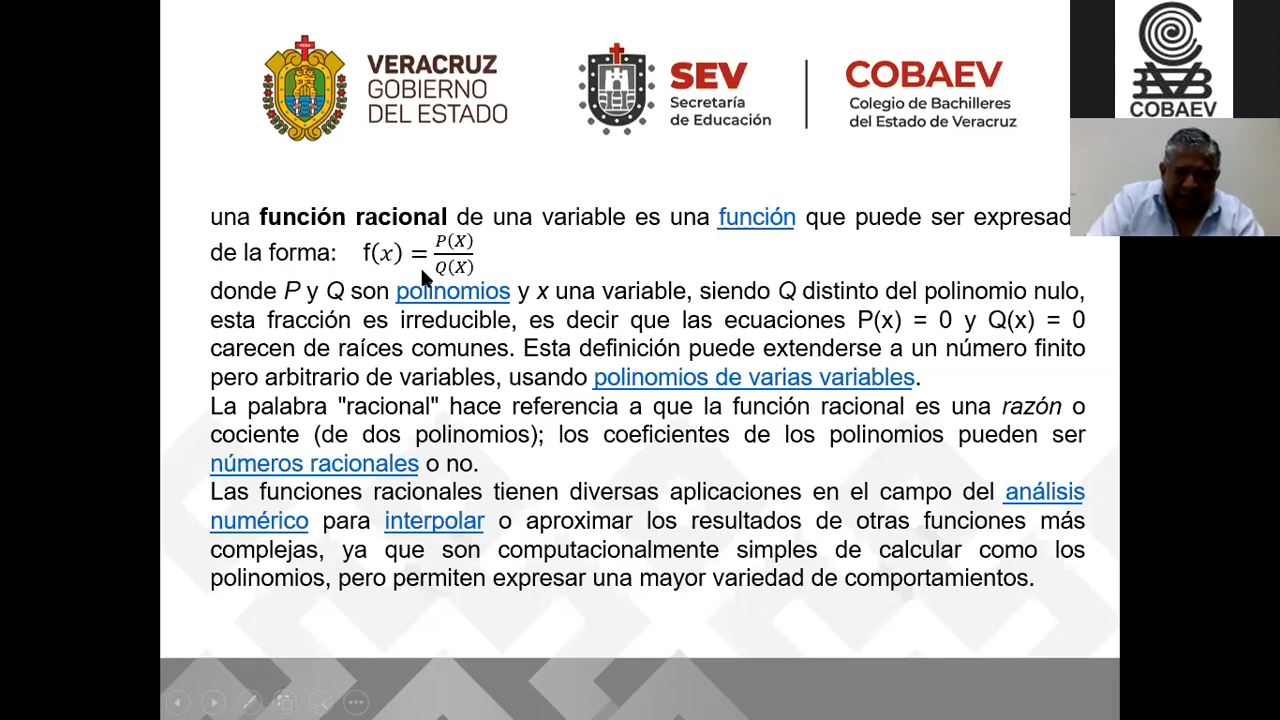 VERACRUZ
GOBIERNO
DEL ESTADO
SEV
Secretaría
de Educación
COBAEV
Colegio de Bachilleres
del Estado de Veracruz
COBAEV
una función racional de una variable es una función que puede ser expresad
de la forma: f(x) = P(X)/Q(X)
donde P y Q son polinomios y x una variable, siendo Q distinto del polinomio nulo,
esta fracción es irreducible, es decir que las ecuaciones P(x) = 0 y Q(x) = 0
carecen de raíces comunes. Esta definición puede extenderse a un número finito
pero arbitrario de variables, usando polinomios de varias variables.
La palabra "racional" hace referencia a que la función racional es una razón o
cociente (de dos polinomios); los coeficientes de los polinomios pueden ser
números racionales o no.
Las funciones racionales tienen diversas aplicaciones en el campo del análisis
numérico para interpolar o aproximar los resultados de otras funciones más
complejas, ya que son computacionalmente simples de calcular como los
polinomios, pero permiten expresar una mayor variedad de comportamientos.